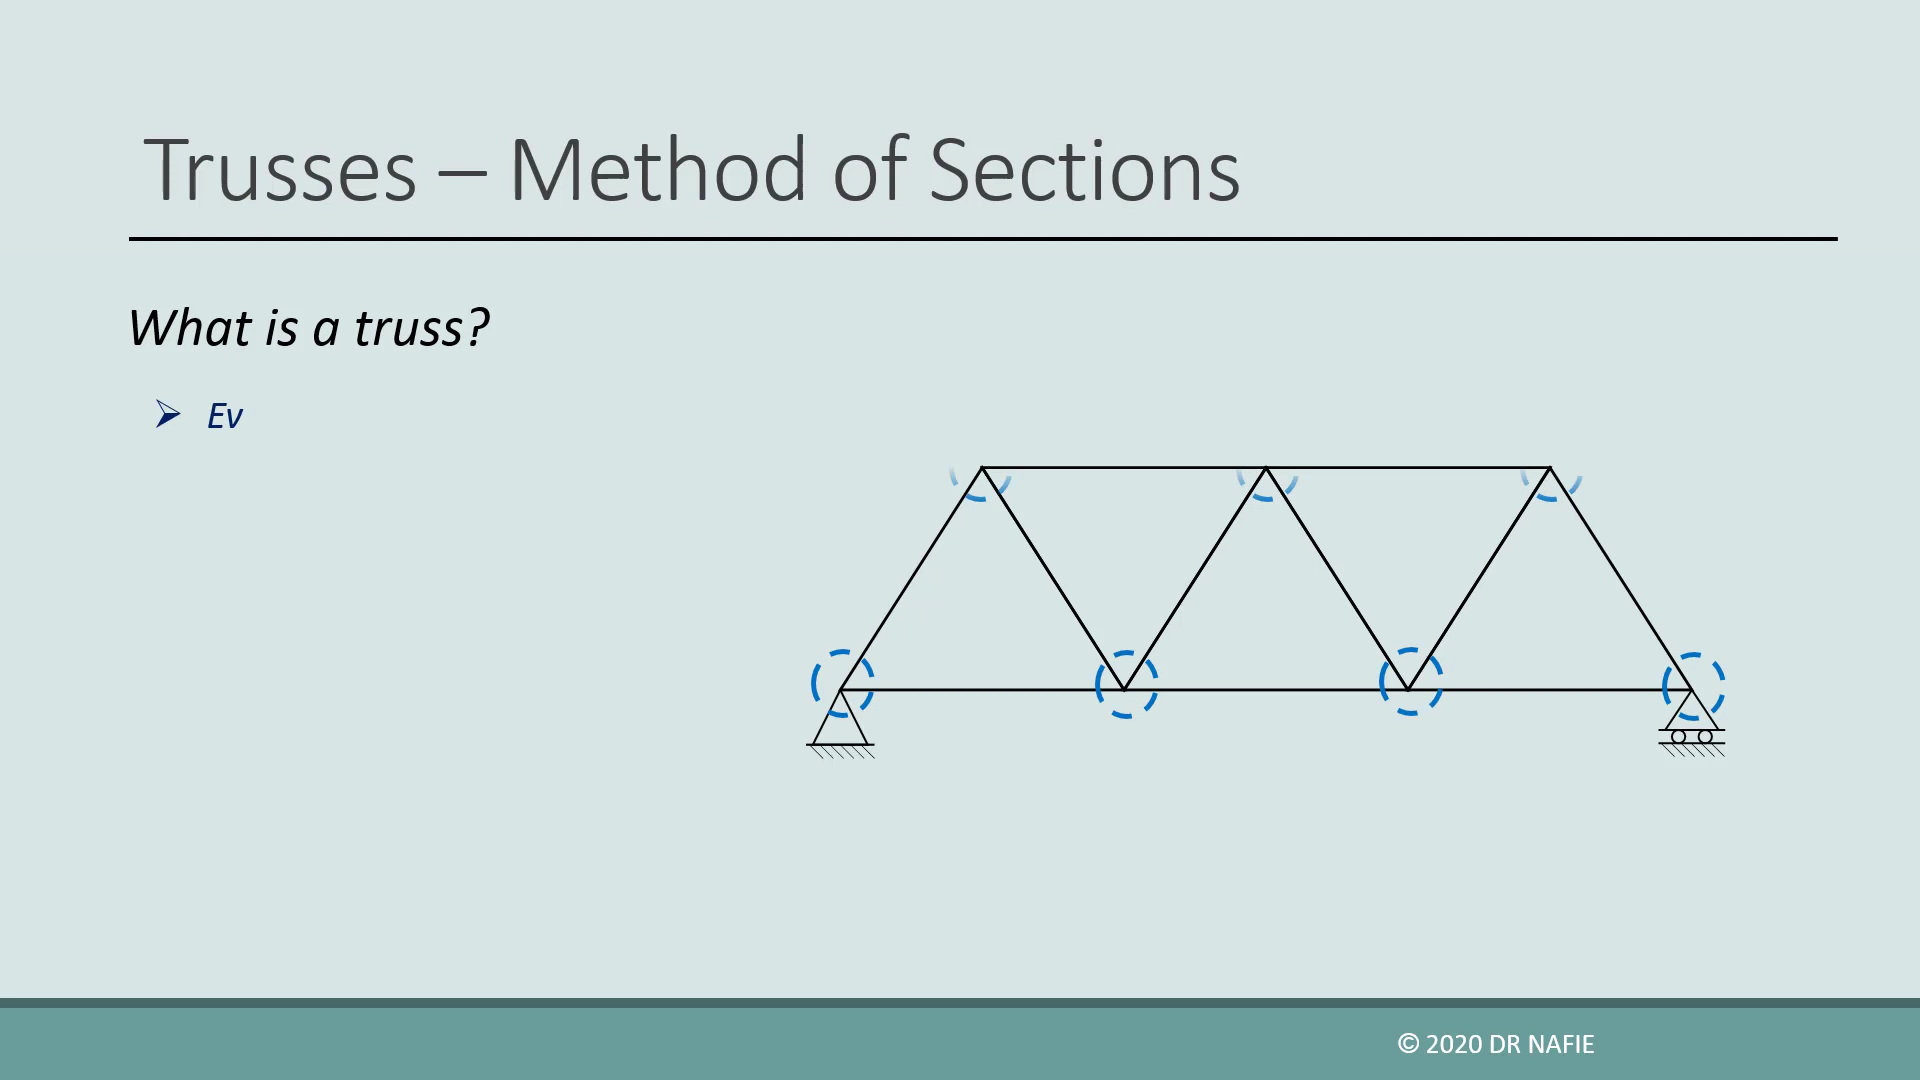 Trusses – Method of Sections
What is a truss?
➢ Ev
© 2020 DR NAFIE